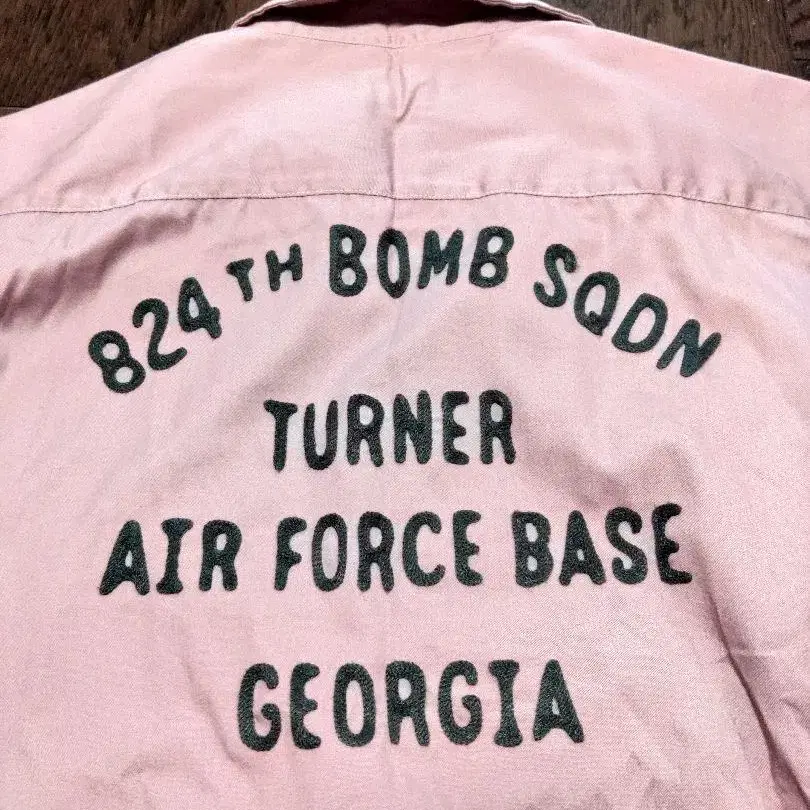 824TH BOMB SQDN
TURNER
AIR FORCE BASE
GEORGIA